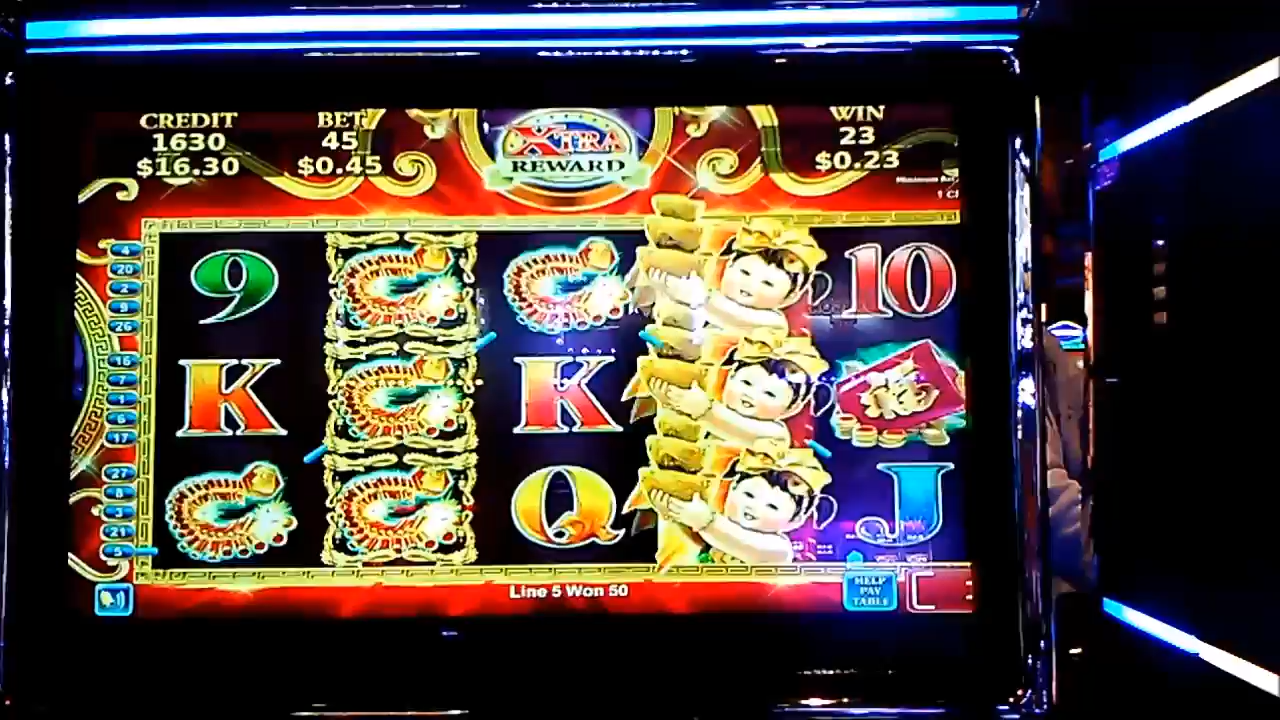 CREDIT
1630
$16.30
BET
45
$0.45
XTRA
REWARD
WIN
23
$0.23
1
4
20
2
9
26
16
7
1
6
17
27
8
3
21
5
9
10
K
K
Q
J
Line 5 Won 50
HELP
PAY
TABLE